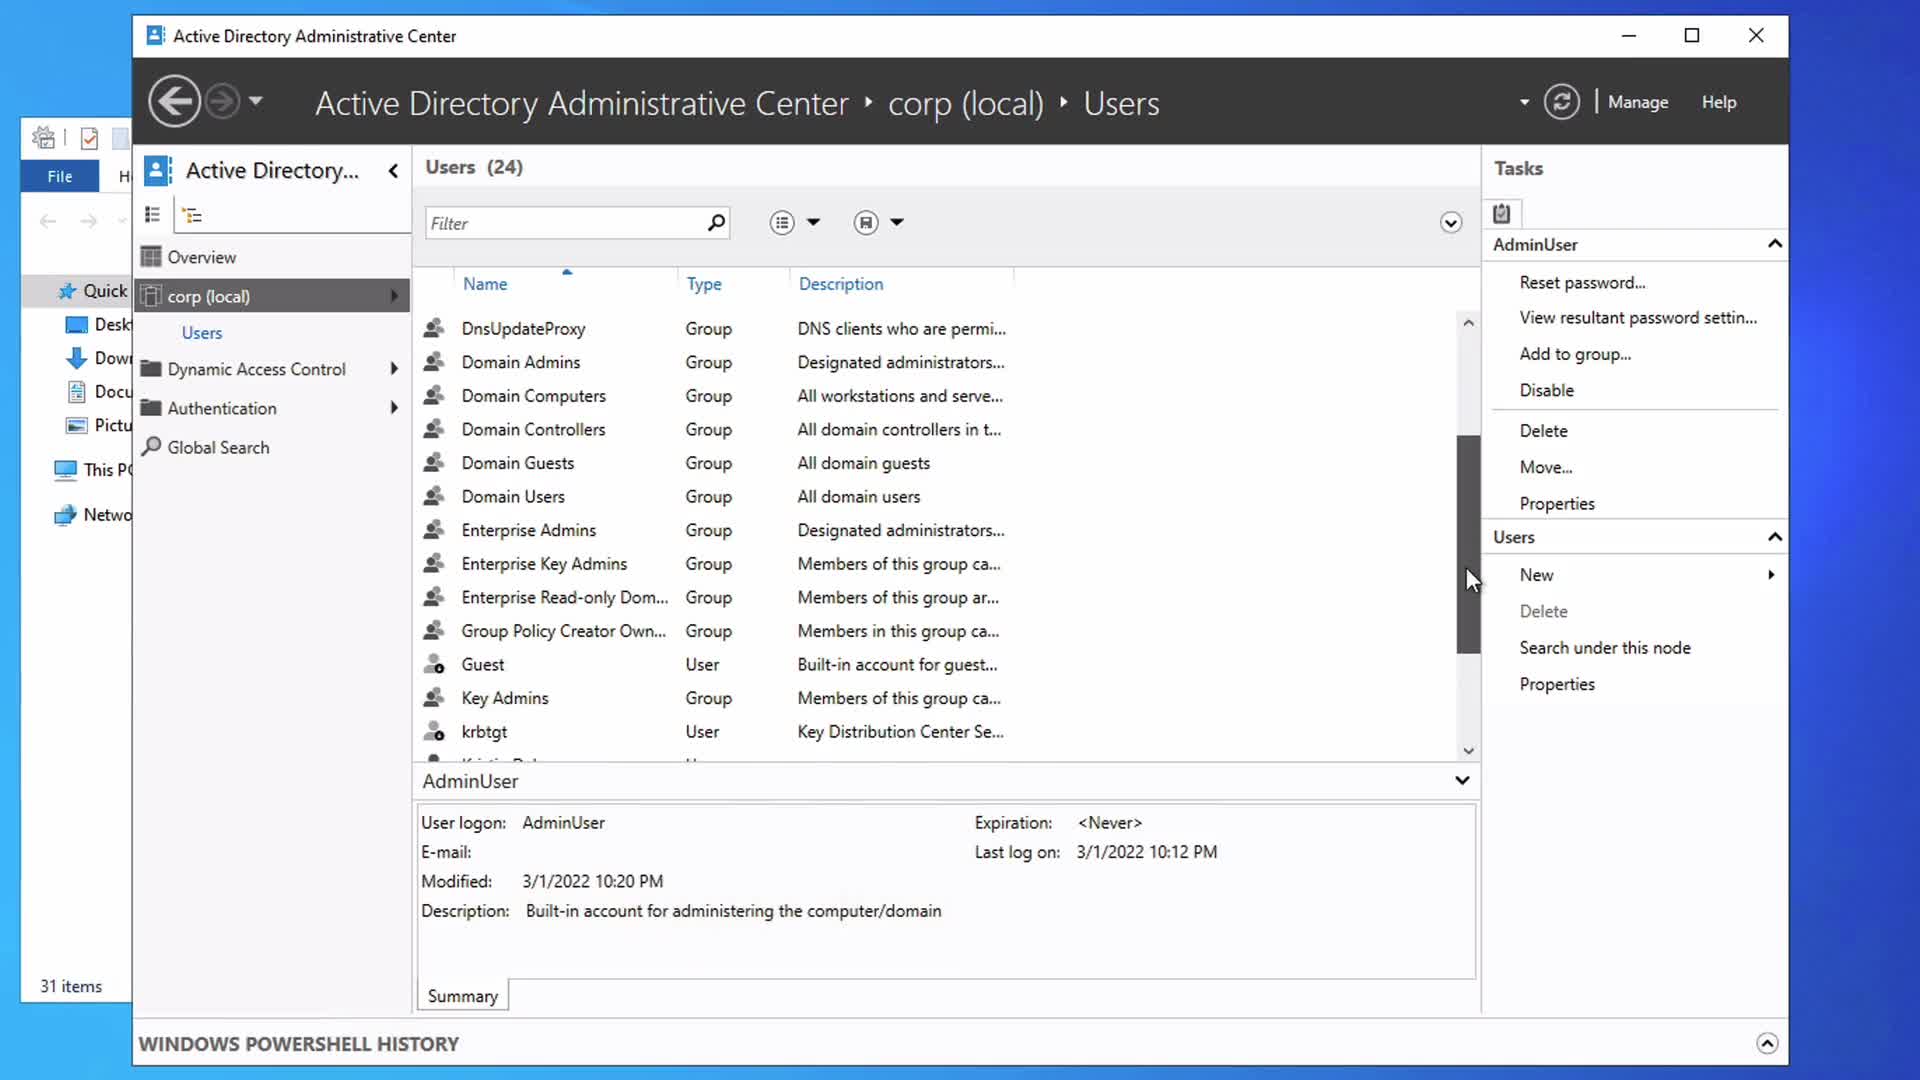 Active Directory Administrative Center
Active Directory Administrative Center ‣ corp (local) ‣ Users
Manage
Help
File
Quick
This
31 items
Active Directory...
Overview
corp (local)
Users
Dynamic Access Control
Authentication
Global Search
Users (24)
Filter
Name Type Description
DnsUpdateProxy Group DNS clients who are permi...
Domain Admins Group Designated administrators...
Domain Computers Group All workstations and serve...
Domain Controllers Group All domain controllers in t...
Domain Guests Group All domain guests
Domain Users Group All domain users
Enterprise Admins Group Designated administrators...
Enterprise Key Admins Group Members of this group ca...
Enterprise Read-only Dom... Group Members of this group ar...
Group Policy Creator Own... Group Members in this group ca...
Guest User Built-in account for guest...
Key Admins Group Members of this group ca...
krbtgt User Key Distribution Center Se...
AdminUser
User logon: AdminUser
E-mail:
Modified: 3/1/2022 10:20 PM
Description: Built-in account for administering the computer/domain
Expiration: <Never>
Last log on: 3/1/2022 10:12 PM
Summary
Tasks
AdminUser
Reset password...
View resultant password settin...
Add to group...
Disable
Delete
Move...
Properties
Users
New
Delete
Search under this node
Properties
WINDOWS POWERSHELL HISTORY